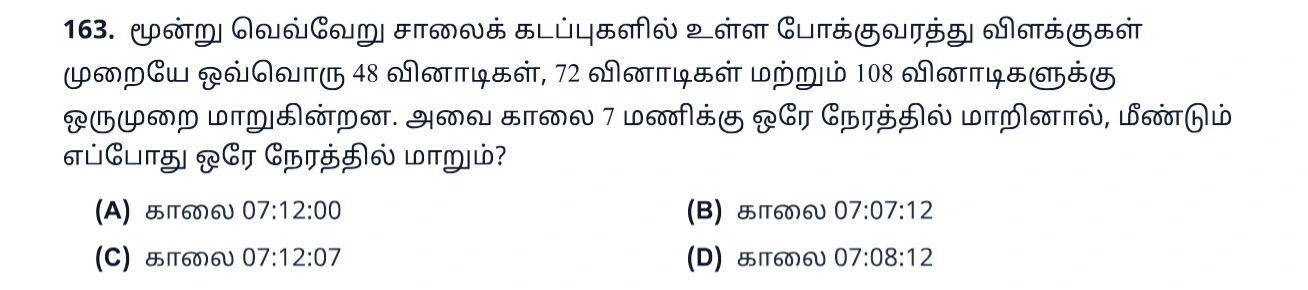 163. மூன்று வெவ்வேறு சாலைக் கடப்புகளில் உள்ள போக்குவரத்து விளக்குகள்
முறையே ஒவ்வொரு 48 வினாடிகள், 72 வினாடிகள் மற்றும் 108 வினாடிகளுக்கு
ஒருமுறை மாறுகின்றன. அவை காலை 7 மணிக்கு ஒரே நேரத்தில் மாறினால், மீண்டும்
எப்போது ஒரே நேரத்தில் மாறும்?
(A) காலை 07:12:00 (B) காலை 07:07:12
(C) காலை 07:12:07 (D) காலை 07:08:12